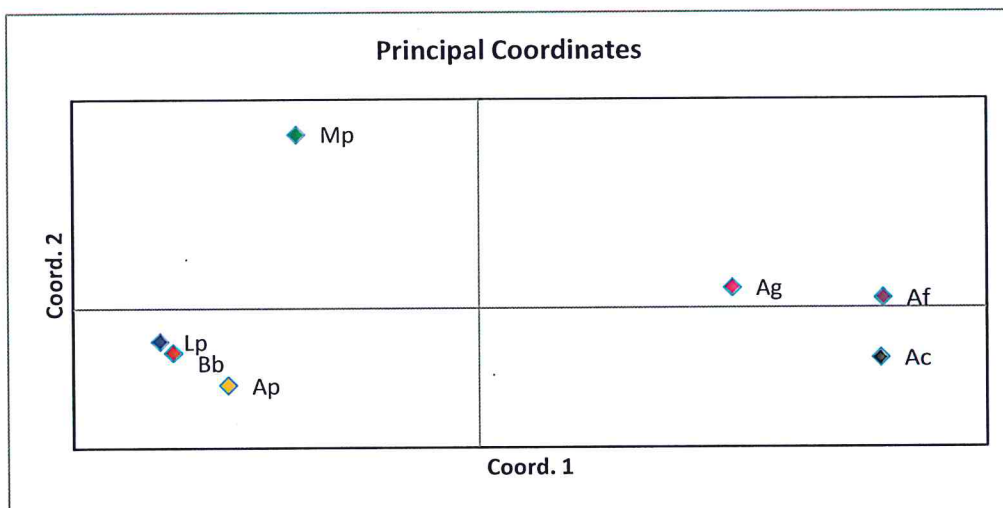 Principal Coordinates
Mp
Coord. 2
Ag
Af
Lp
Bb
Ap
Ac
Coord. 1